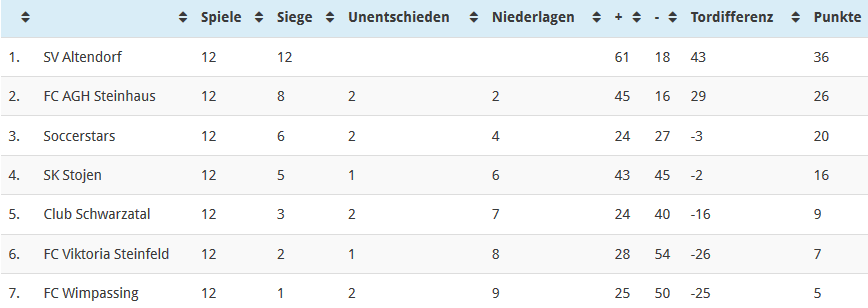 Spiele Siege Unentschieden Niederlagen + - Tordifferenz Punkte
1. SV Altendorf 12 12 61 18 43 36
2. FC AGH Steinhaus 12 8 2 2 45 16 29 26
3. Soccerstars 12 6 2 4 24 27 -3 20
4. SK Stojen 12 5 1 6 43 45 -2 16
5. Club Schwarzatal 12 3 2 7 24 40 -16 9
6. FC Viktoria Steinfeld 12 2 1 8 28 54 -26 7
7. FC Wimpassing 12 1 2 9 25 50 -25 5